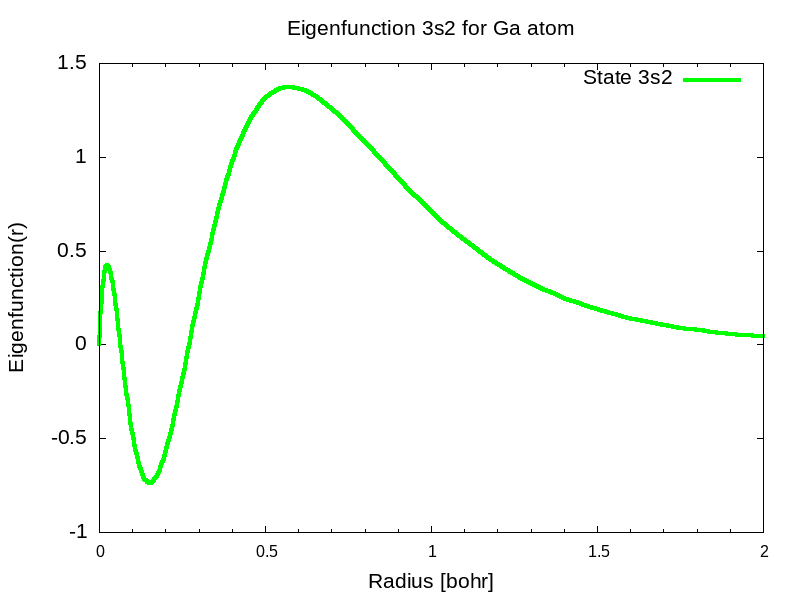 Eigenfunction 3s2 for Ga atom
State 3s2
1.5
1
0.5
0
-0.5
-1
Eigenfunction(r)
0 0.5 1 1.5 2
Radius [bohr]